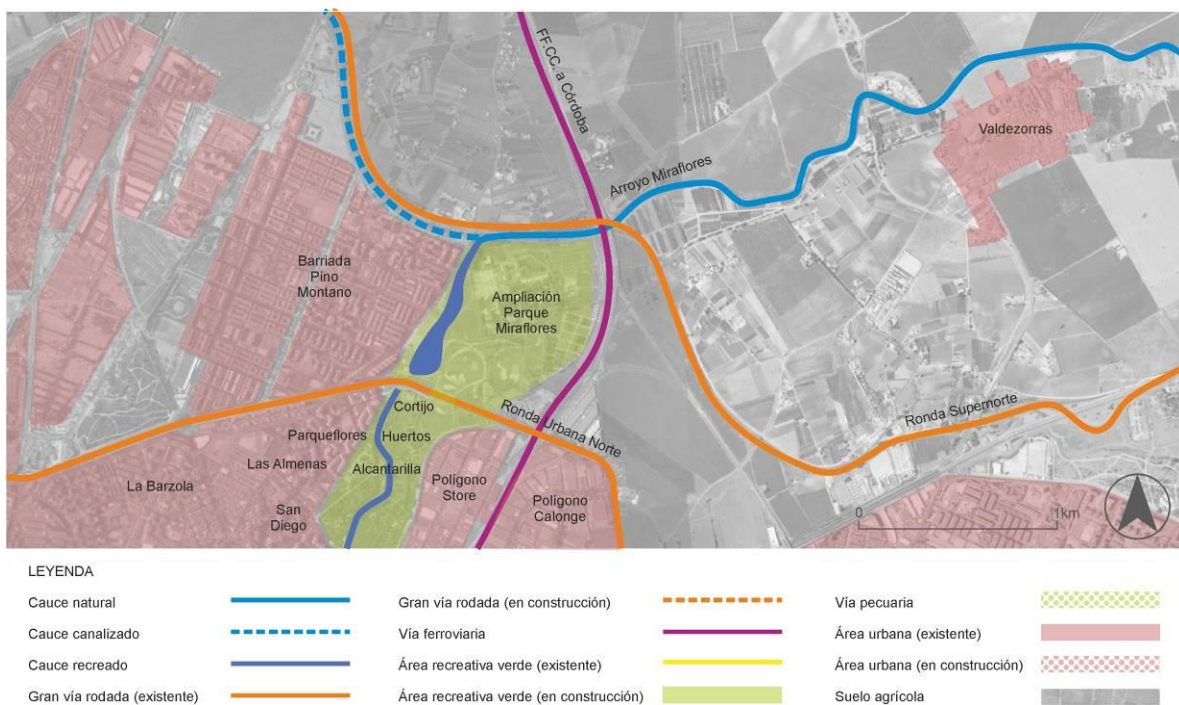 FF.CC. a Córdoba
Arroyo Miraflores
Valdezorras
Barriada
Pino
Montano
Ampliación
Parque
Miraflores
Ronda Supernorte
Ronda Urbana Norte
Cortijo
Parqueflores
Huertos
Las Almenas
Alcantarilla
La Barzola
Polígono
Store
San
Diego
Polígono
Calonge
0 1km
LEYENDA
Cauce natural
Cauce canalizado
Cauce recreado
Gran vía rodada (existente)
Gran vía rodada (en construcción)
Vía ferroviaria
Área recreativa verde (existente)
Área recreativa verde (en construcción)
Vía pecuaria
Área urbana (existente)
Área urbana (en construcción)
Suelo agrícola